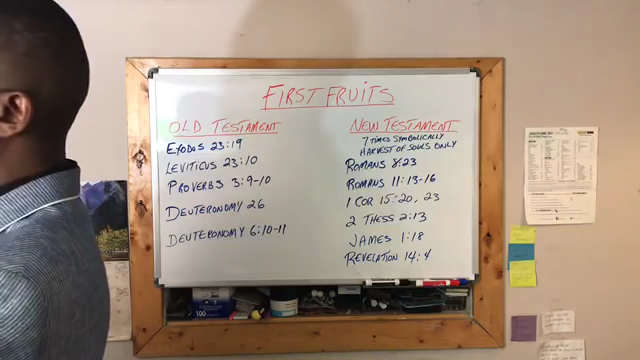 FIRST FRUITS
OLD TESTAMENT
EXODOS 23:19
LEVITICUS 23:10
PROVERBS 3:9-10
DEUTERONOMY 26
DEUTERONOMY 6:10-11
NEW TESTAMENT
7 TIMES SYMBOLICALLY
HARVEST OF SOULS ONLY
ROMANS 8:23
ROMANS 11:13-16
1 COR 15:-20, 23
2 THESS 2:13
JAMES 1:18
REVELATION 14:4
100